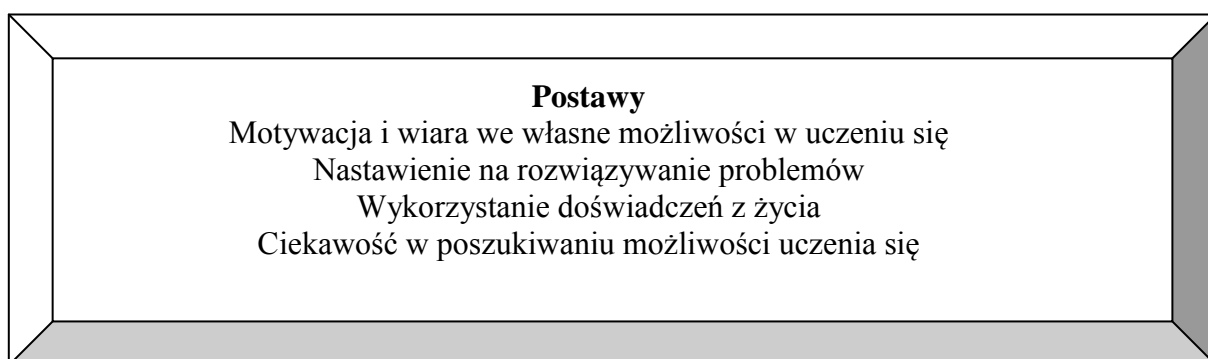 Postawy
Motywacja i wiara we własne możliwości w uczeniu się
Nastawienie na rozwiązywanie problemów
Wykorzystanie doświadczeń z życia
Ciekawość w poszukiwaniu możliwości uczenia się